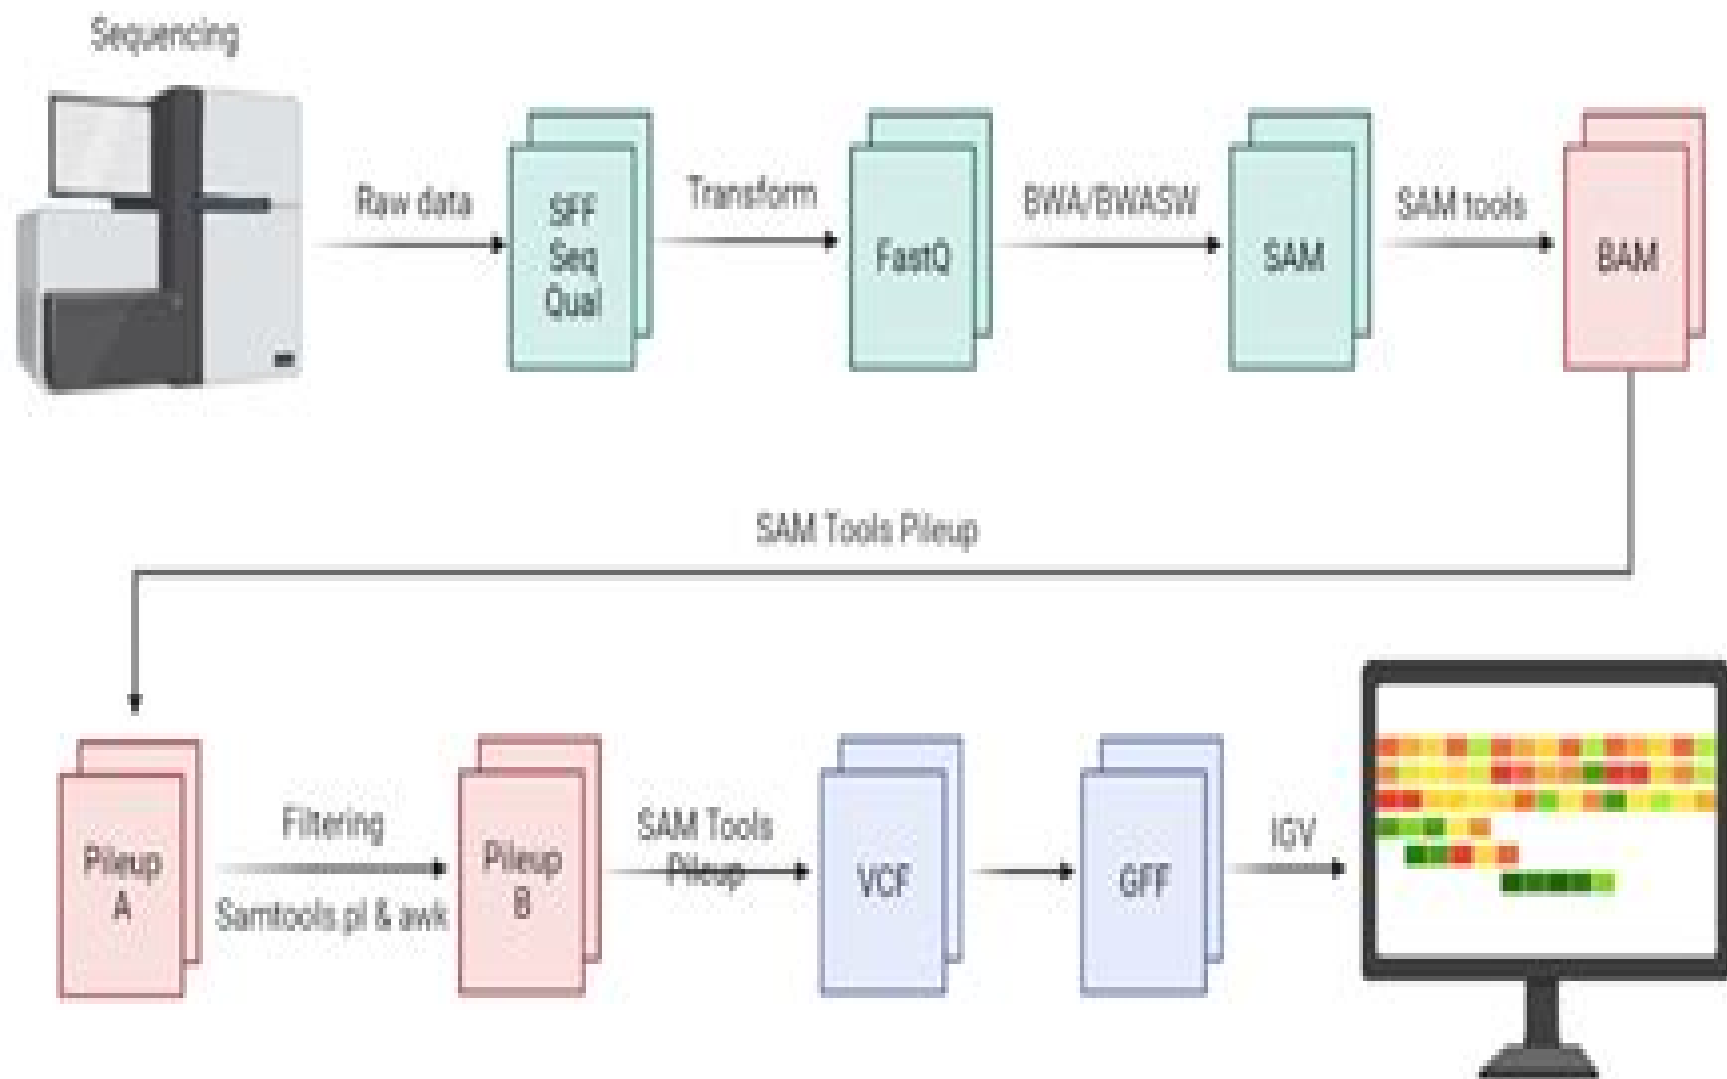 Sequencing
Raw data
SFF
Seq
Qual
Transform
FastQ
BWA/BWASW
SAM
SAM tools
BAM
SAM Tools Pileup
Pileup
A
Filtering
Samtools.pl & awk
Pileup
B
SAM Tools
Pileup
VCF
GFF
IGV